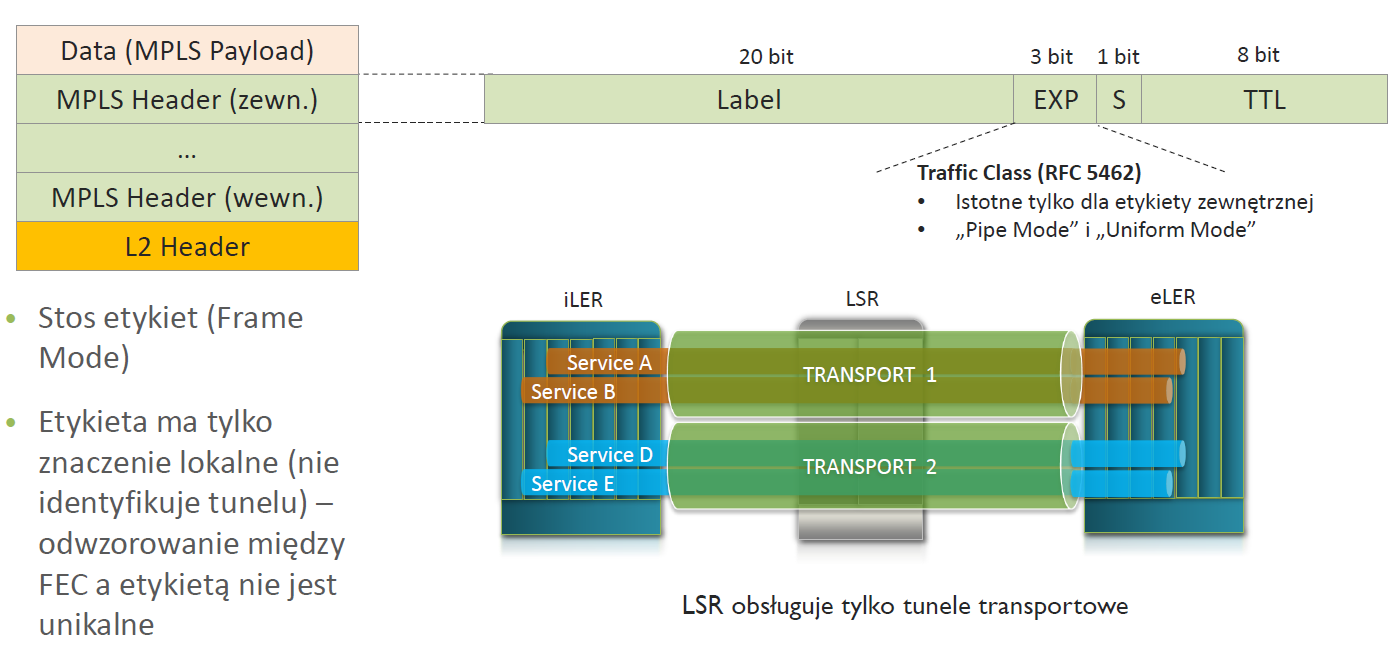 Data (MPLS Payload)
MPLS Header (zewn.)
...
MPLS Header (wewn.)
L2 Header
20 bit
3 bit
1 bit
8 bit
Label
EXP
S
TTL
Traffic Class (RFC 5462)
• Istotne tylko dla etykiety zewnętrznej
• „Pipe Mode” i „Uniform Mode”
• Stos etykiet (Frame
Mode)
• Etykieta ma tylko
znaczenie lokalne (nie
identyfikuje tunelu) –
odwzorowanie między
FEC a etykietą nie jest
unikalne
iLER
LSR
eLER
Service A
Service B
TRANSPORT 1
Service D
Service E
TRANSPORT 2
LSR obsługuje tylko tunele transportowe